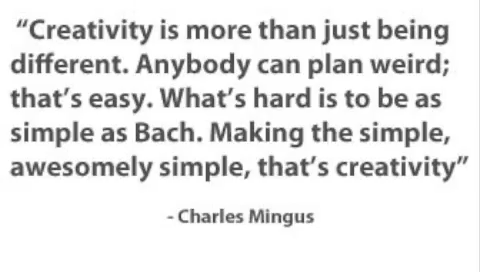 “Creativity is more than just being
different. Anybody can plan weird;
that’s easy. What’s hard is to be as
simple as Bach. Making the simple,
awesomely simple, that’s creativity”
- Charles Mingus